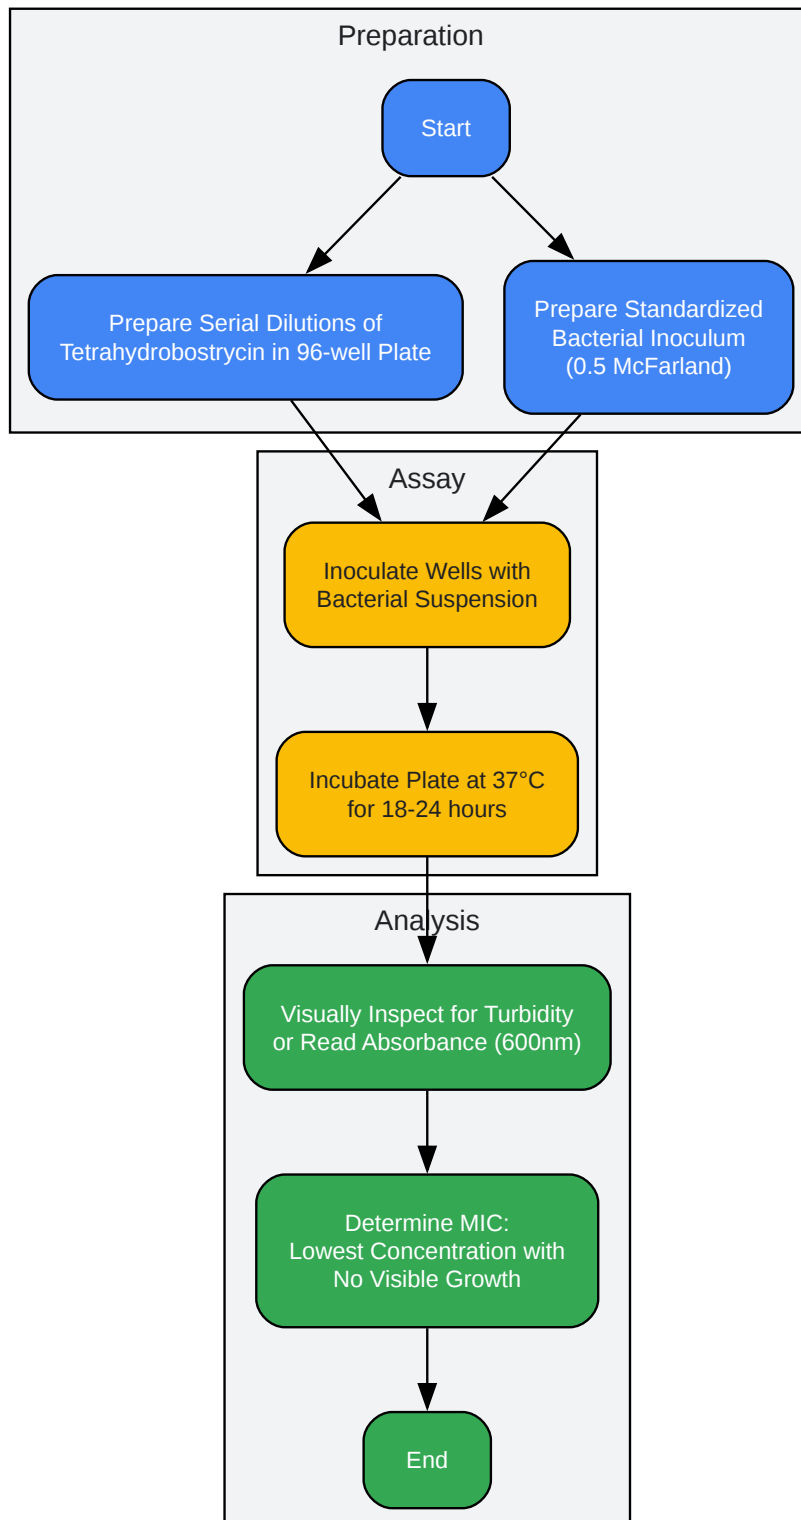 Preparation
Start
Prepare Serial Dilutions of
Tetrahydrobostrycin in 96-well Plate
Prepare Standardized
Bacterial Inoculum
(0.5 McFarland)
Assay
Inoculate Wells with
Bacterial Suspension
Incubate Plate at 37°C
for 18-24 hours
Analysis
Visually Inspect for Turbidity
or Read Absorbance (600nm)
Determine MIC:
Lowest Concentration with
No Visible Growth
End